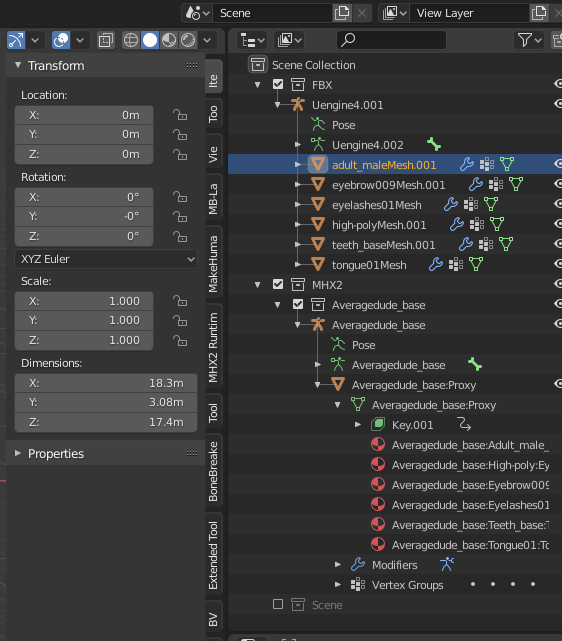 Scene
View Layer
Transform
Location:
X: 0m
Y: 0m
Z: 0m
Rotation:
X: 0°
Y: -0°
Z: 0°
XYZ Euler
Scale:
X: 1.000
Y: 1.000
Z: 1.000
Dimensions:
X: 18.3m
Y: 3.08m
Z: 17.4m
Properties
Ite
Too
Vie
MB-La
MakeHuma
MHX2 Runtim
Tool
BoneBreake
Extended Tool
BV
Scene Collection
FBX
Uengine4.001
Pose
Uengine4.002
adult_maleMesh.001
eyebrow009Mesh.001
eyelashes01Mesh
high-polyMesh.001
teeth_baseMesh.001
tongue01Mesh
MHX2
Averagedude_base
Averagedude_base
Pose
Averagedude_base
Averagedude_base:Proxy
Averagedude_base:Proxy
Key.001
Averagedude_base:Adult_male_
Averagedude_base:High-poly:Ey
Averagedude_base:Eyebrow009
Averagedude_base:Eyelashes01
Averagedude_base:Teeth_base:T
Averagedude_base:Tongue01:To
Modifiers
Vertex Groups
Scene